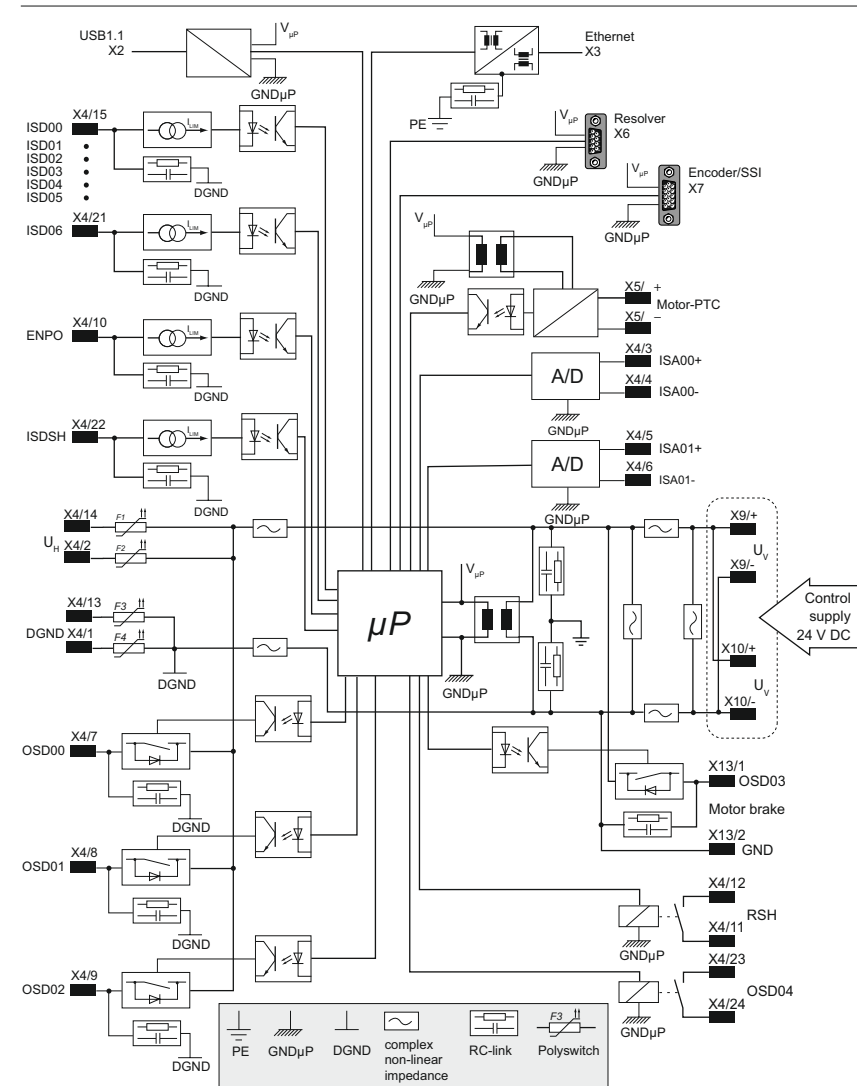 USB1.1
X2
VµP
GNDµP
Ethernet
X3
PE
VµP
Resolver
X6
GNDµP
VµP
Encoder/SSI
X7
GNDµP
X4/15
ISD00
ILIM
ISD01
ISD02
ISD03
ISD04
ISD05
DGND
X4/21
ISD06
ILIM
DGND
VµP
GNDµP
X5/ +
Motor-PTC
X5/ −
X4/10
ENPO
ILIM
DGND
X4/3
ISA00+
A/D
X4/4
ISA00-
GNDµP
X4/22
ISDSH
ILIM
DGND
X4/5
ISA01+
A/D
X4/6
ISA01-
GNDµP
X4/14
F1
UH X4/2
F2
X4/13
F3
DGND X4/1
F4
DGND
µP
VµP
GNDµP
X9/+
UV
X9/-
X10/+
UV
X10/-
Control
supply
24 V DC
X4/7
OSD00
DGND
X13/1
OSD03
Motor brake
X13/2
GND
X4/8
OSD01
DGND
X4/12
RSH
X4/11
GNDµP
X4/9
OSD02
DGND
X4/23
OSD04
X4/24
GNDµP
PE
GNDµP
DGND
complex
non-linear
impedance
RC-link
F3
Polyswitch